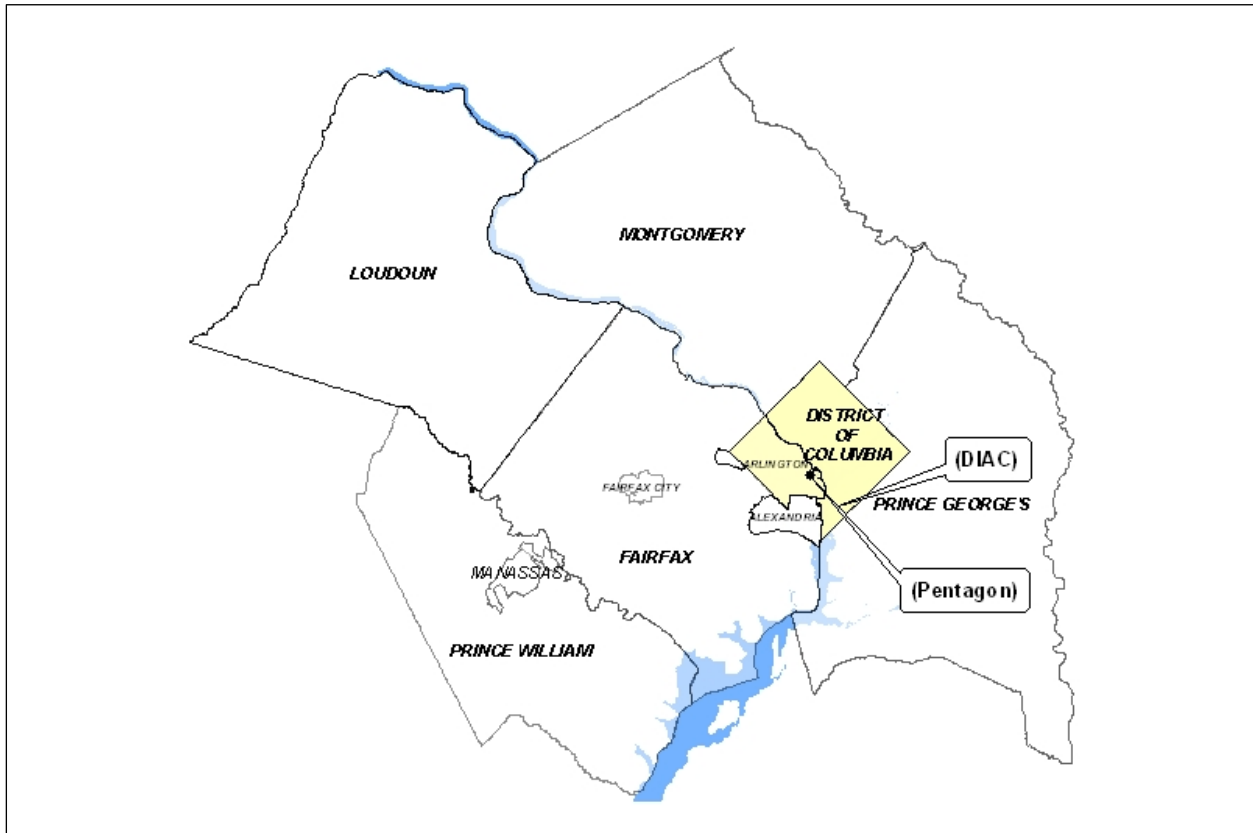 MONTGOMERY
LOUDOUN
DISTRICT
OF
COLUMBIA
(DIAC)
ARLINGTON
FAIRFAX CITY
PRINCE GEORGE'S
ALEXANDRIA
FAIRFAX
MANASSAS
(Pentagon)
PRINCE WILLIAM